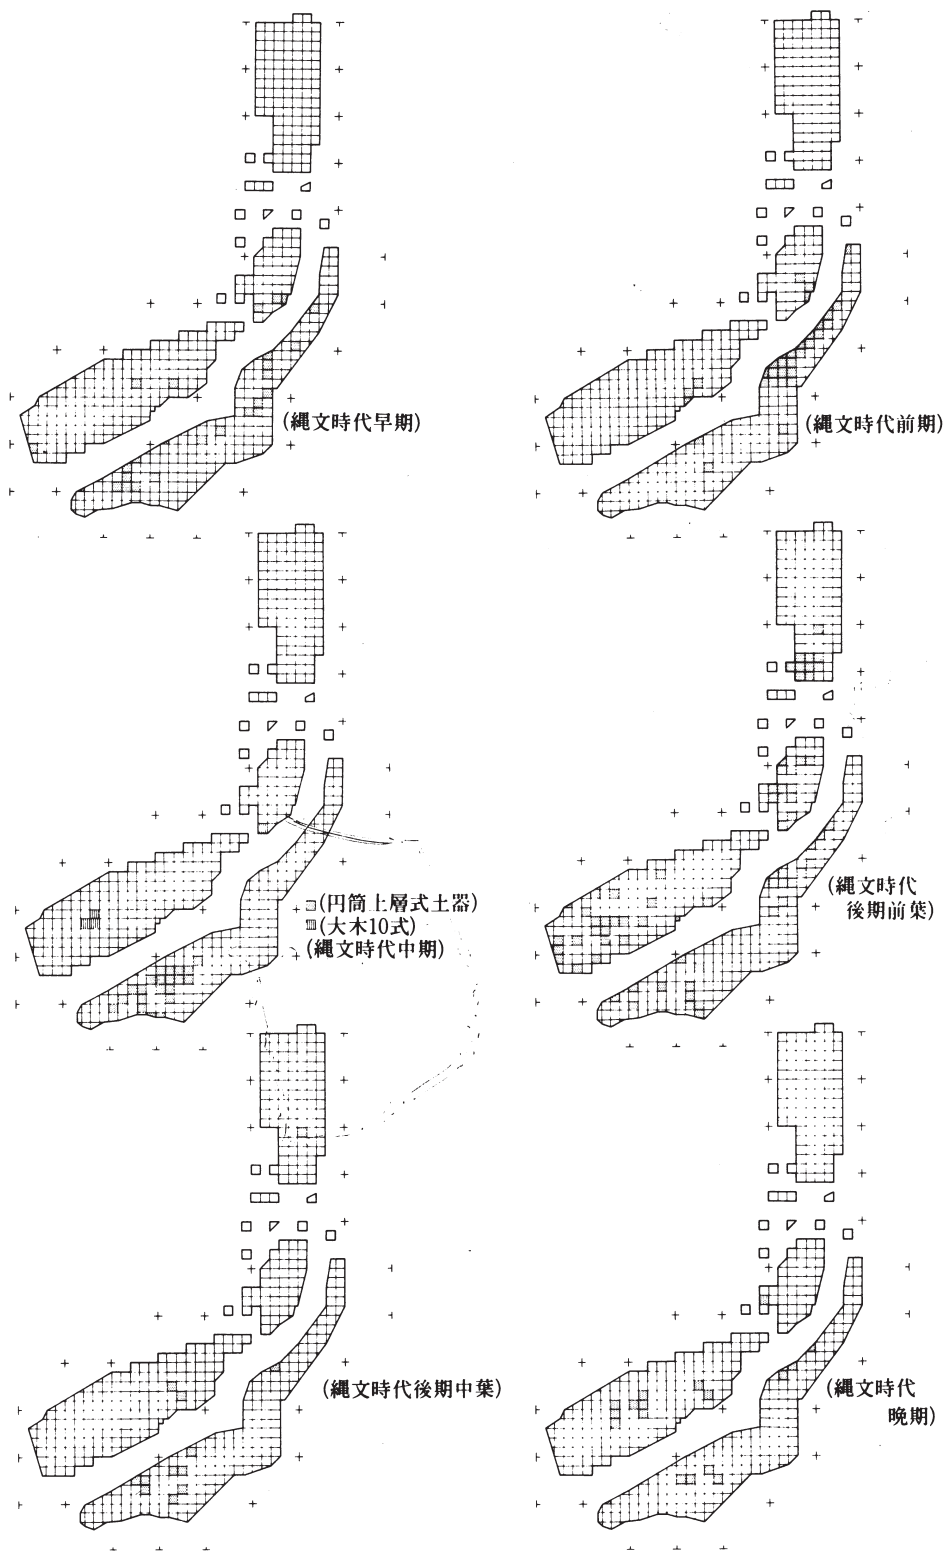 (縄文時代早期)
(縄文時代前期)
(円筒上層式土器)
(大木10式)
(縄文時代中期)
(縄文時代
後期前葉)
(縄文時代後期中葉)
(縄文時代
晩期)